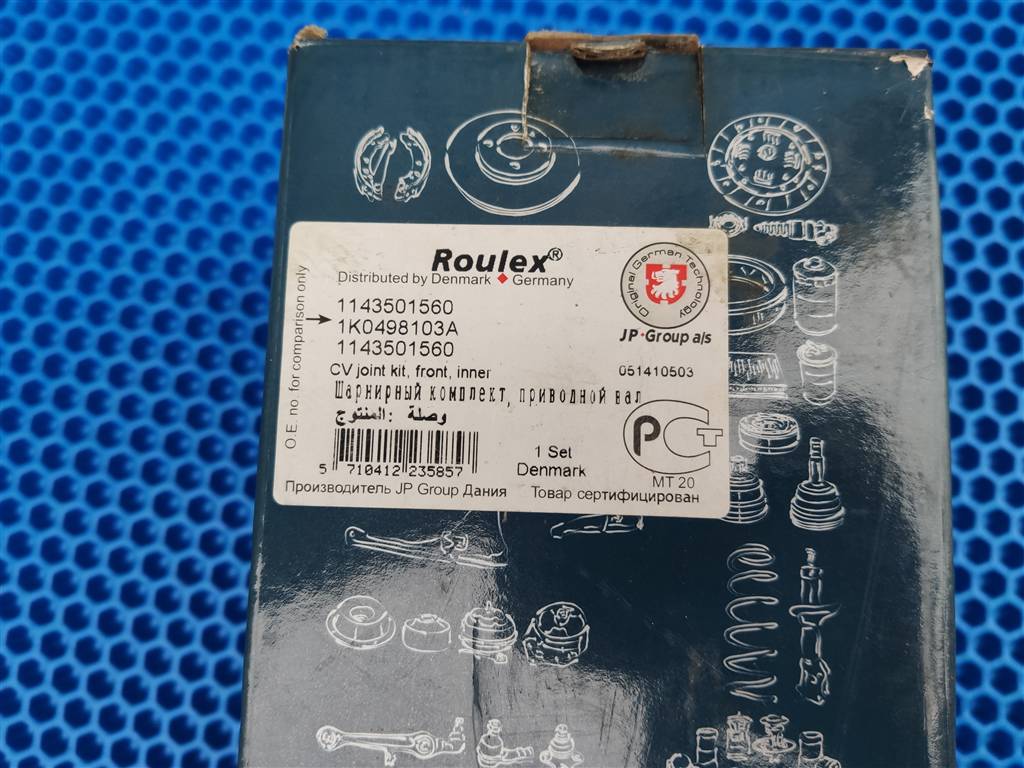 Roulex®
Distributed by Denmark Germany
1143501560
1K0498103A
1143501560
CV joint kit, front, inner
Шарнирный комплект, приводной вал
وصلة :المنتوج
5 710412 235857
1 Set
Denmark
Производитель JP Group Дания
Товар сертифицирован
O.E. no for comparison only
Original German Technology
JP Group a/s
051410503
РСТ
МТ 20